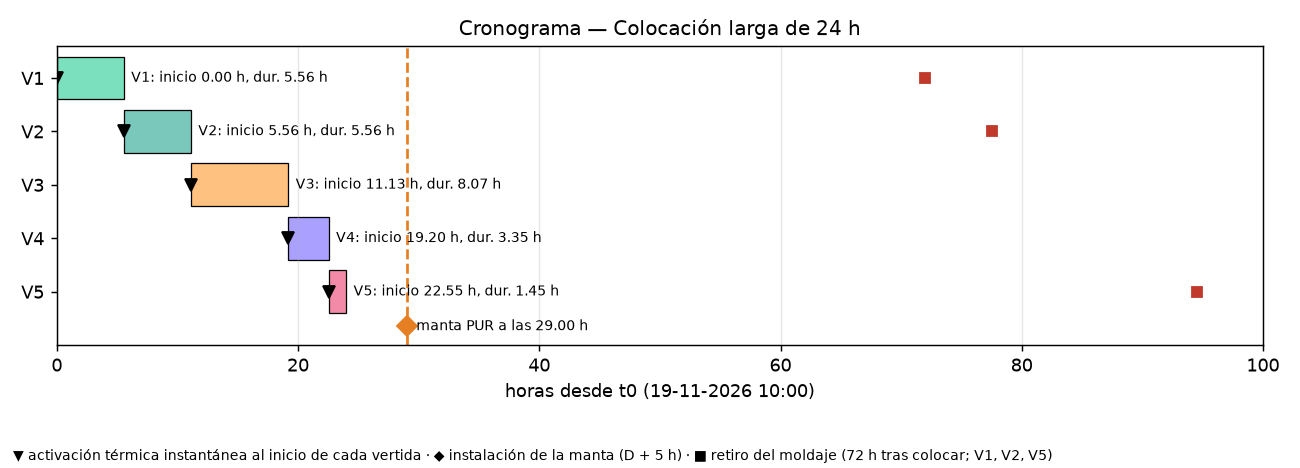 Cronograma — Colocación larga de 24 h
V1
V1: inicio 0.00 h, dur. 5.56 h
V2
V2: inicio 5.56 h, dur. 5.56 h
V3
V3: inicio 11.13 h, dur. 8.07 h
V4
V4: inicio 19.20 h, dur. 3.35 h
V5
V5: inicio 22.55 h, dur. 1.45 h
manta PUR a las 29.00 h
0 20 40 60 80 100
horas desde t0 (19-11-2026 10:00)
▼ activación térmica instantánea al inicio de cada vertida · ◆ instalación de la manta (D + 5 h) · ■ retiro del moldaje (72 h tras colocar; V1, V2, V5)